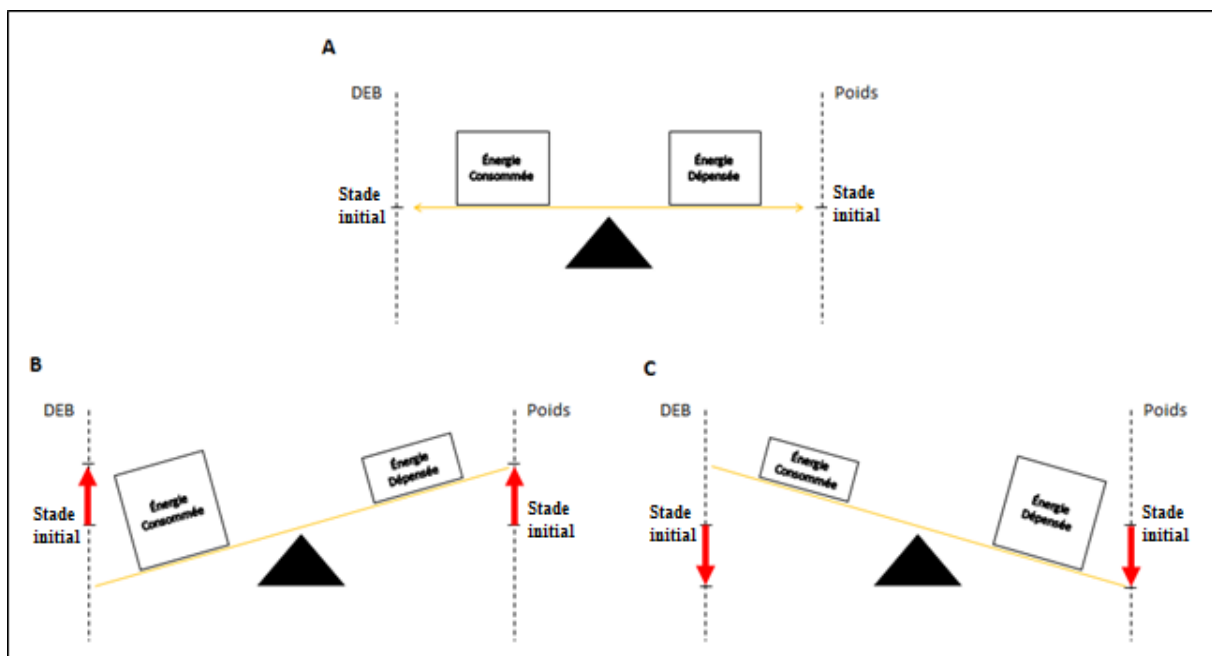 A
DEB
Poids
Énergie
Consommée
Énergie
Dépensée
Stade
initial
Stade
initial
B
DEB
Poids
Énergie
Consommée
Énergie
Dépensée
Stade
initial
Stade
initial
C
DEB
Poids
Énergie
Consommée
Énergie
Dépensée
Stade
initial
Stade
initial